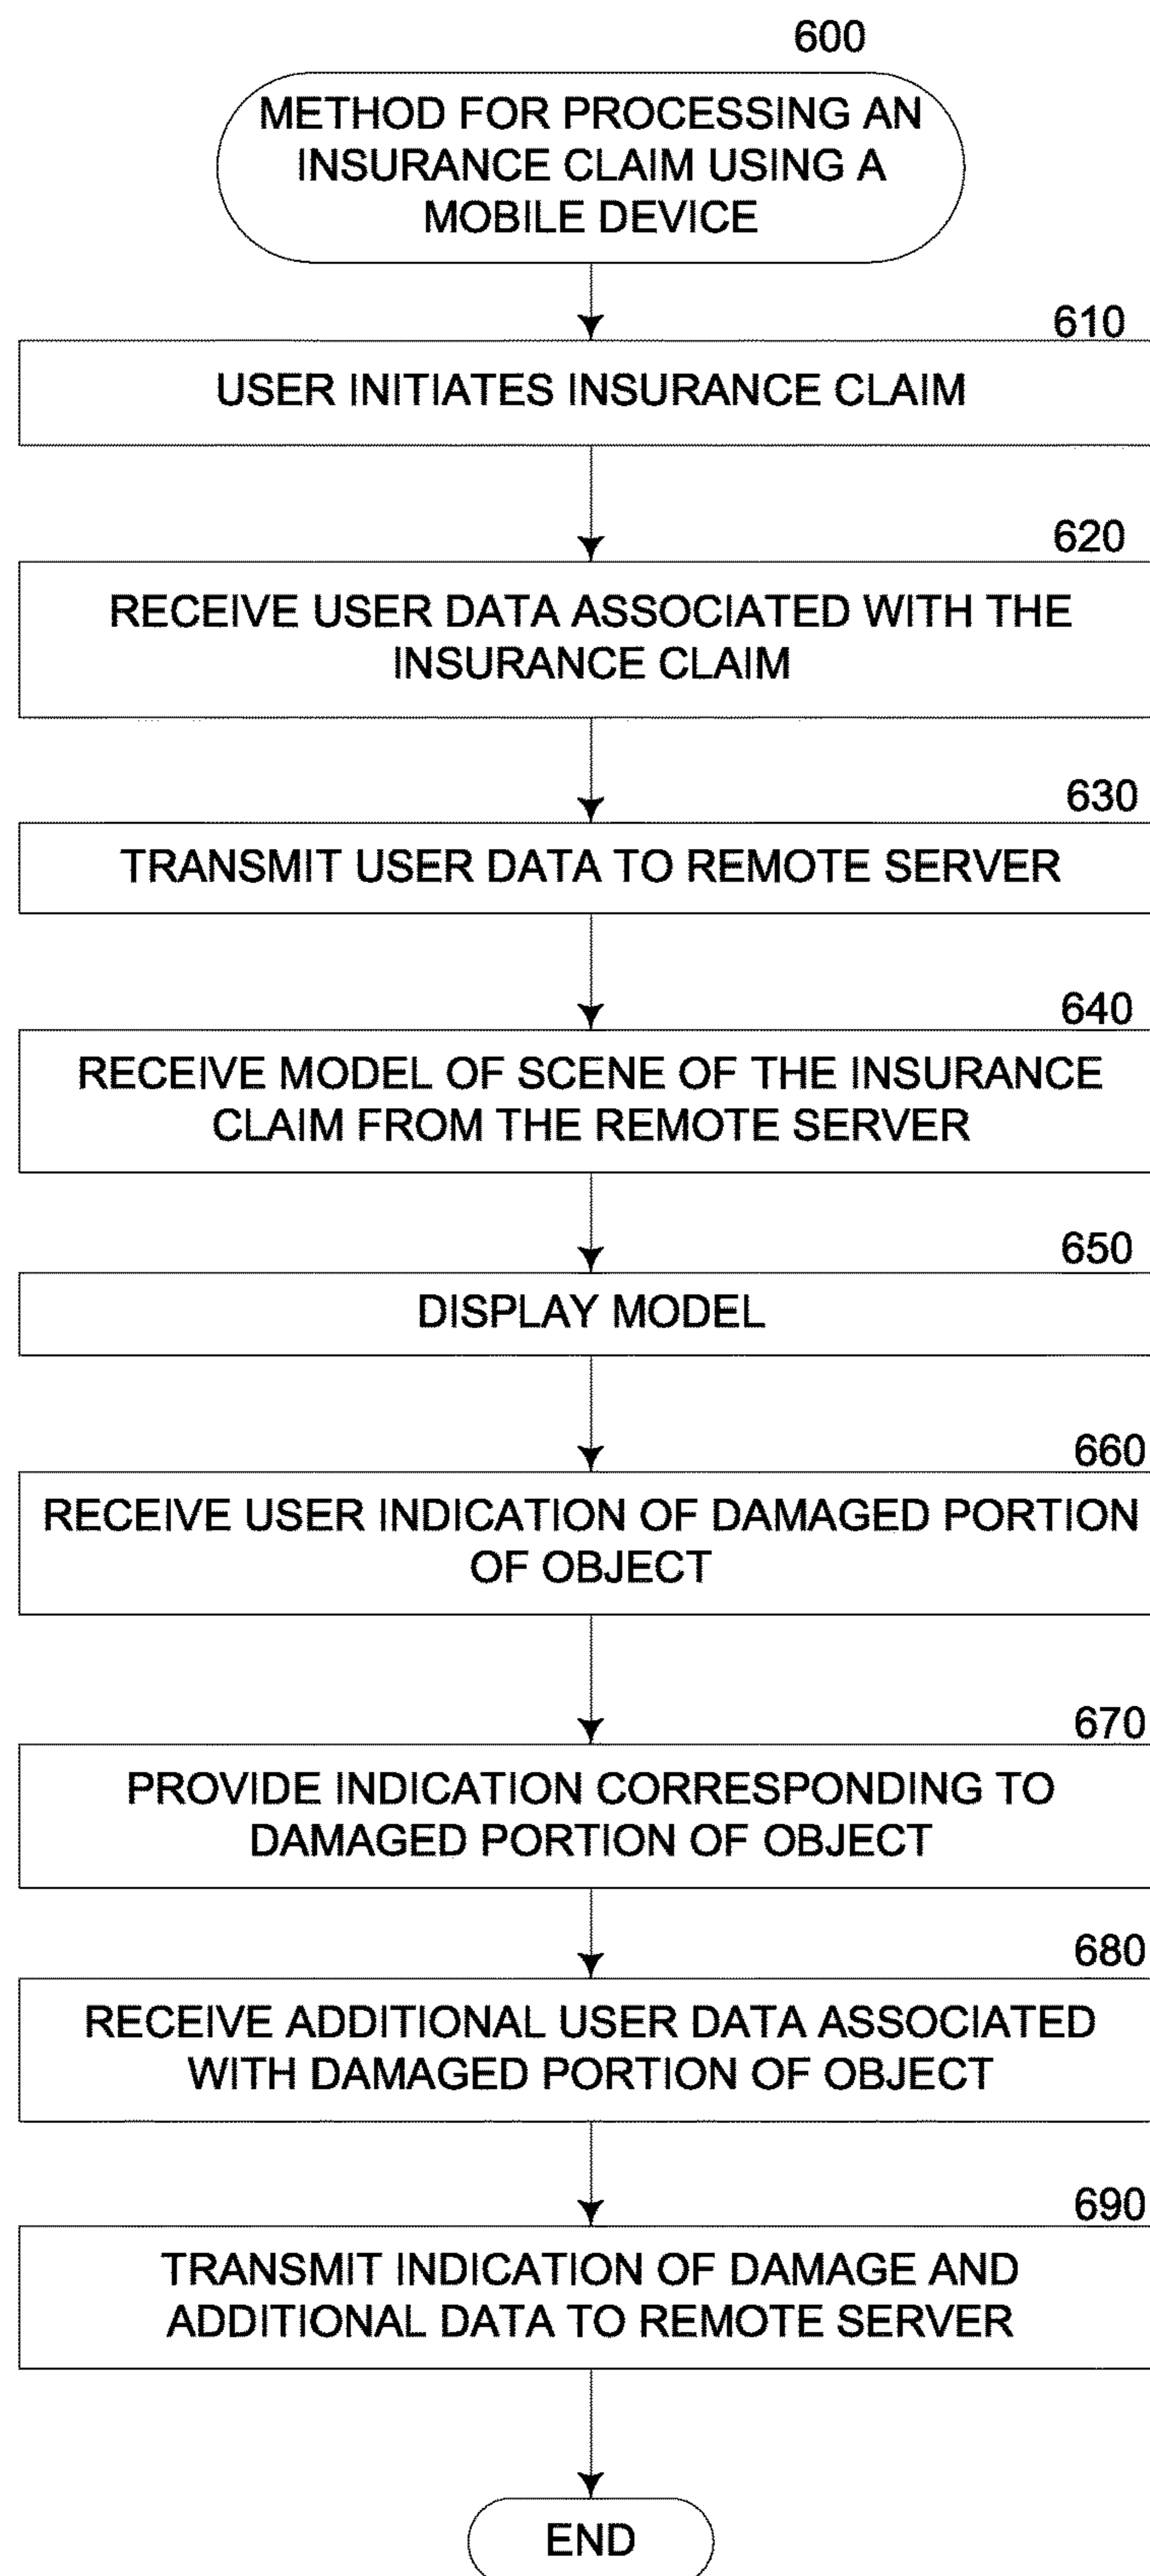 600
METHOD FOR PROCESSING AN
INSURANCE CLAIM USING A
MOBILE DEVICE
610
USER INITIATES INSURANCE CLAIM
620
RECEIVE USER DATA ASSOCIATED WITH THE
INSURANCE CLAIM
630
TRANSMIT USER DATA TO REMOTE SERVER
640
RECEIVE MODEL OF SCENE OF THE INSURANCE
CLAIM FROM THE REMOTE SERVER
650
DISPLAY MODEL
660
RECEIVE USER INDICATION OF DAMAGED PORTION
OF OBJECT
670
PROVIDE INDICATION CORRESPONDING TO
DAMAGED PORTION OF OBJECT
680
RECEIVE ADDITIONAL USER DATA ASSOCIATED
WITH DAMAGED PORTION OF OBJECT
690
TRANSMIT INDICATION OF DAMAGE AND
ADDITIONAL DATA TO REMOTE SERVER
END